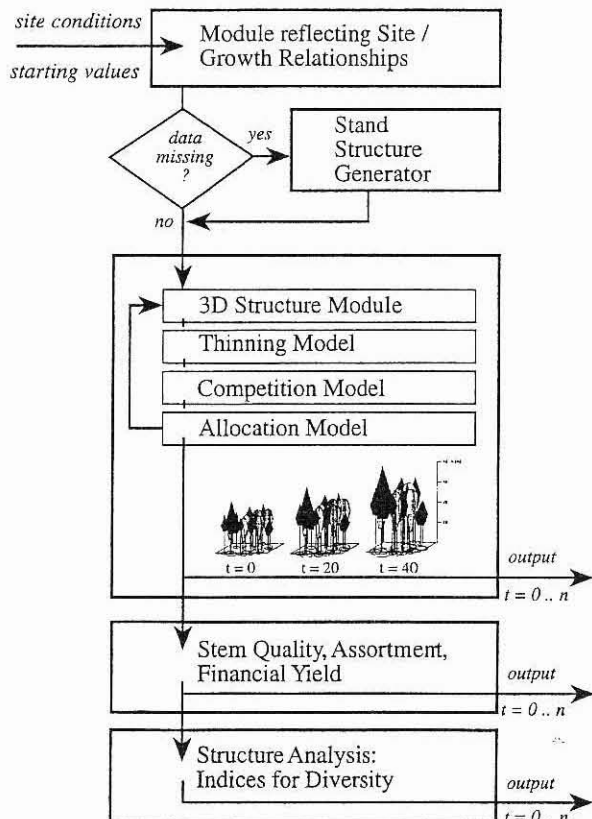 site conditions
starting values
Module reflecting Site /
Growth Relationships
data
missing
?
yes
no
Stand
Structure
Generator
3D Structure Module
Thinning Model
Competition Model
Allocation Model
t = 0
t = 20
t = 40
output
t = 0 .. n
Stem Quality, Assortment,
Financial Yield
output
t = 0 .. n
Structure Analysis:
Indices for Diversity
output
t = 0 .. n